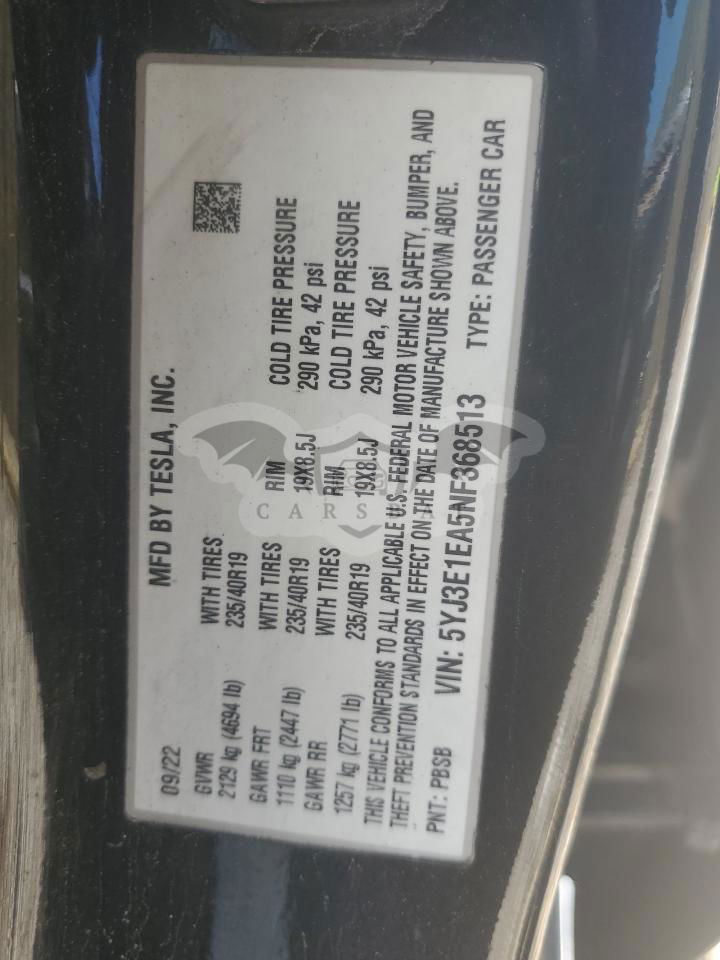 09/22 MFD BY TESLA, INC.
GVWR WITH TIRES
2129 kg (4694 lb) 235/40R19
GAWR FRT WITH TIRES RIM COLD TIRE PRESSURE
1110 kg (2447 lb) 235/40R19 19X8.5J 290 kPa, 42 psi
GAWR RR WITH TIRES RIM COLD TIRE PRESSURE
1257 kg (2771 lb) 235/40R19 19X8.5J 290 kPa, 42 psi
THIS VEHICLE CONFORMS TO ALL APPLICABLE U.S. FEDERAL MOTOR VEHICLE SAFETY, BUMPER, AND
THEFT PREVENTION STANDARDS IN EFFECT ON THE DATE OF MANUFACTURE SHOWN ABOVE.
PNT: PBSB VIN: 5YJ3E1EA5NF368513 TYPE: PASSENGER CAR